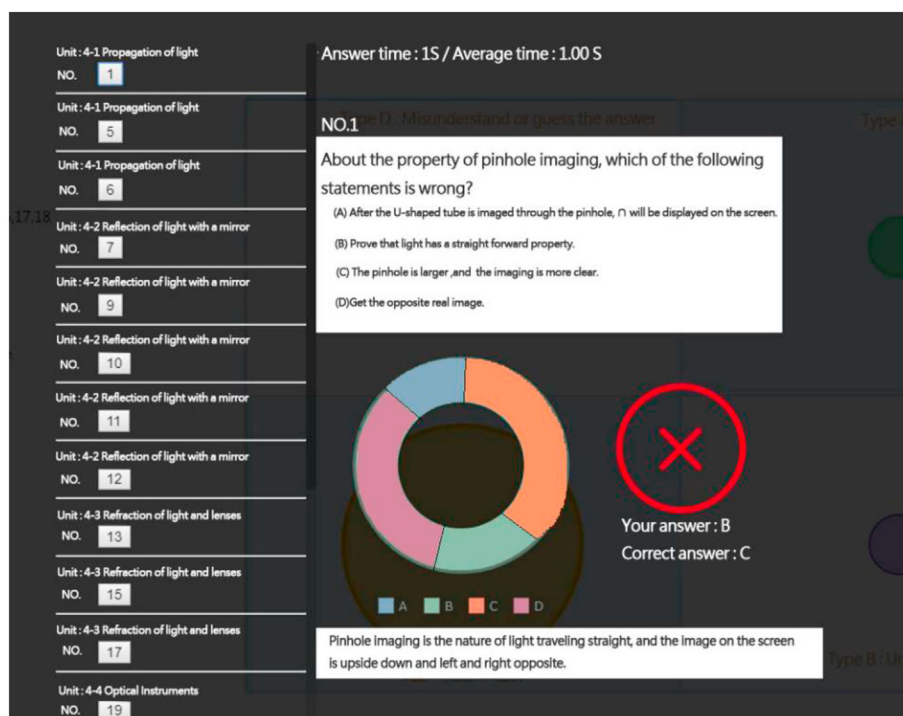 Unit : 4-1 Propagation of light
NO. 1
Unit : 4-1 Propagation of light
NO. 5
Unit : 4-1 Propagation of light
NO. 6
,17,18
Unit : 4-2 Reflection of light with a mirror
NO. 7
Unit : 4-2 Reflection of light with a mirror
NO. 9
Unit : 4-2 Reflection of light with a mirror
NO. 10
Unit : 4-2 Reflection of light with a mirror
NO. 11
Unit : 4-2 Reflection of light with a mirror
NO. 12
Unit : 4-3 Refraction of light and lenses
NO. 13
Unit : 4-3 Refraction of light and lenses
NO. 15
Unit : 4-3 Refraction of light and lenses
NO. 17
Unit : 4-4 Optical Instruments
NO. 19
Answer time : 1S / Average time : 1.00 S
Type D : Misunderstand or guess the answer
Type
NO.1
About the property of pinhole imaging, which of the following
statements is wrong?
(A) After the U-shaped tube is imaged through the pinhole, ∩ will be displayed on the screen.
(B) Prove that light has a straight forward property.
(C) The pinhole is larger ,and the imaging is more clear.
(D)Get the opposite real image.
Your answer : B
Correct answer : C
A B C D
Pinhole imaging is the nature of light traveling straight, and the image on the screen
is upside down and left and right opposite.
Type B : U